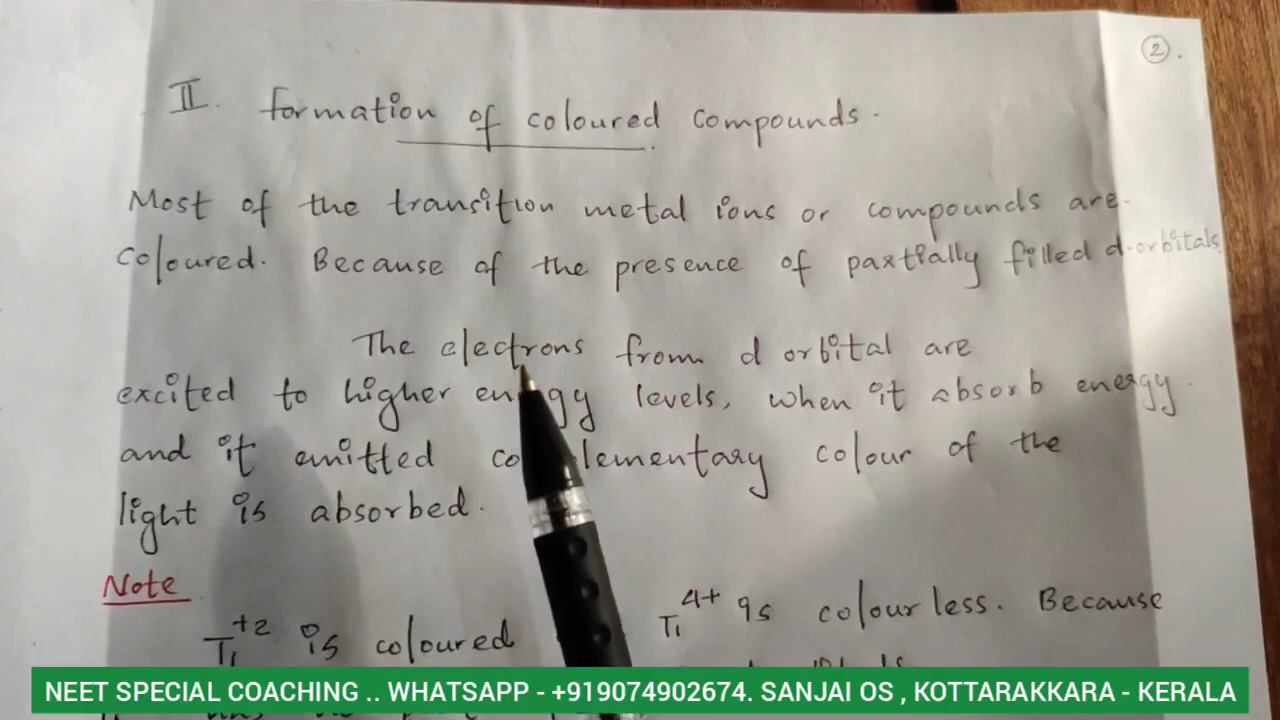 2.
II. Formation of coloured compounds.
Most of the transition metal ions or compounds are
coloured. Because of the presence of partially filled d-orbitals
The electrons from d orbital are
excited to higher energy levels, when it absorb energy.
and it emitted complementary colour of the
light is absorbed.
Note
Ti+2 is coloured Ti4+ is colourless. Because
NEET SPECIAL COACHING .. WHATSAPP - +919074902674. SANJAI OS , KOTTARAKKARA - KERALA